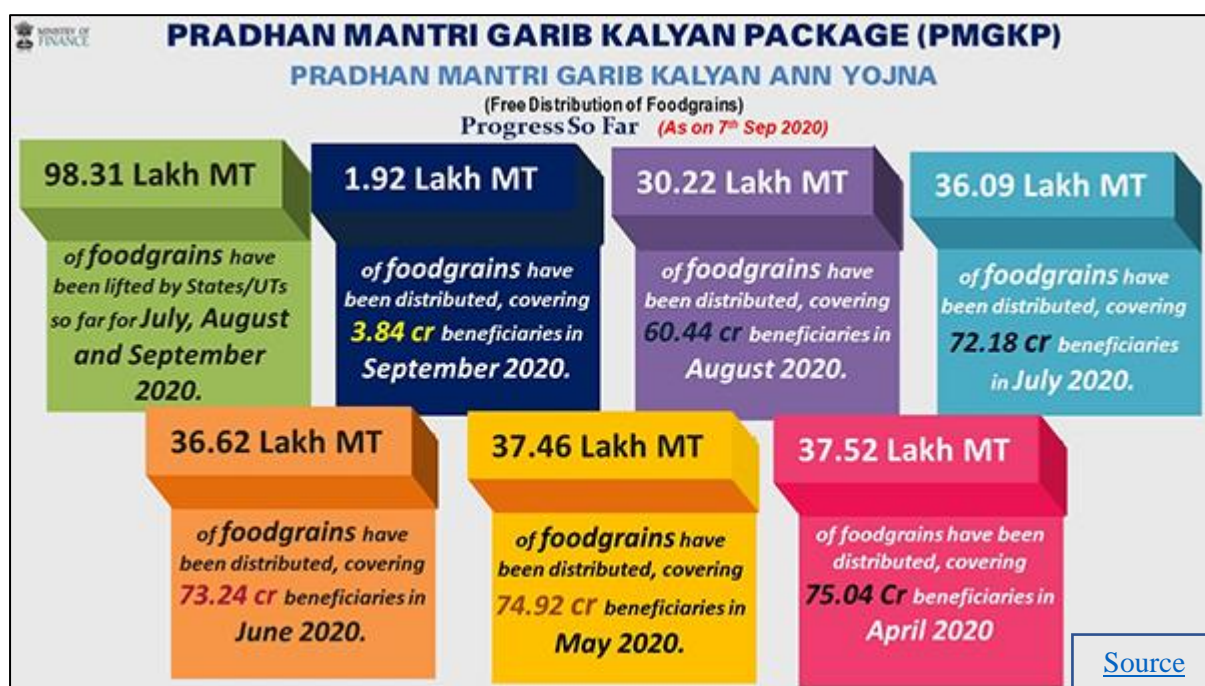 MINISTRY OF
FINANCE
PRADHAN MANTRI GARIB KALYAN PACKAGE (PMGKP)
PRADHAN MANTRI GARIB KALYAN ANN YOJNA
(Free Distribution of Foodgrains)
Progress So Far (As on 7th Sep 2020)
98.31 Lakh MT
of foodgrains have
been lifted by States/UTs
so far for July, August
and September
2020.
1.92 Lakh MT
of foodgrains have
been distributed, covering
3.84 cr beneficiaries in
September 2020.
30.22 Lakh MT
of foodgrains have
been distributed, covering
60.44 cr beneficiaries in
August 2020.
36.09 Lakh MT
of foodgrains have
been distributed, covering
72.18 cr beneficiaries
in July 2020.
36.62 Lakh MT
of foodgrains have
been distributed, covering
73.24 cr beneficiaries in
June 2020.
37.46 Lakh MT
of foodgrains have
been distributed, covering
74.92 cr beneficiaries in
May 2020.
37.52 Lakh MT
of foodgrains have been
distributed, covering
75.04 Cr beneficiaries in
April 2020
Source